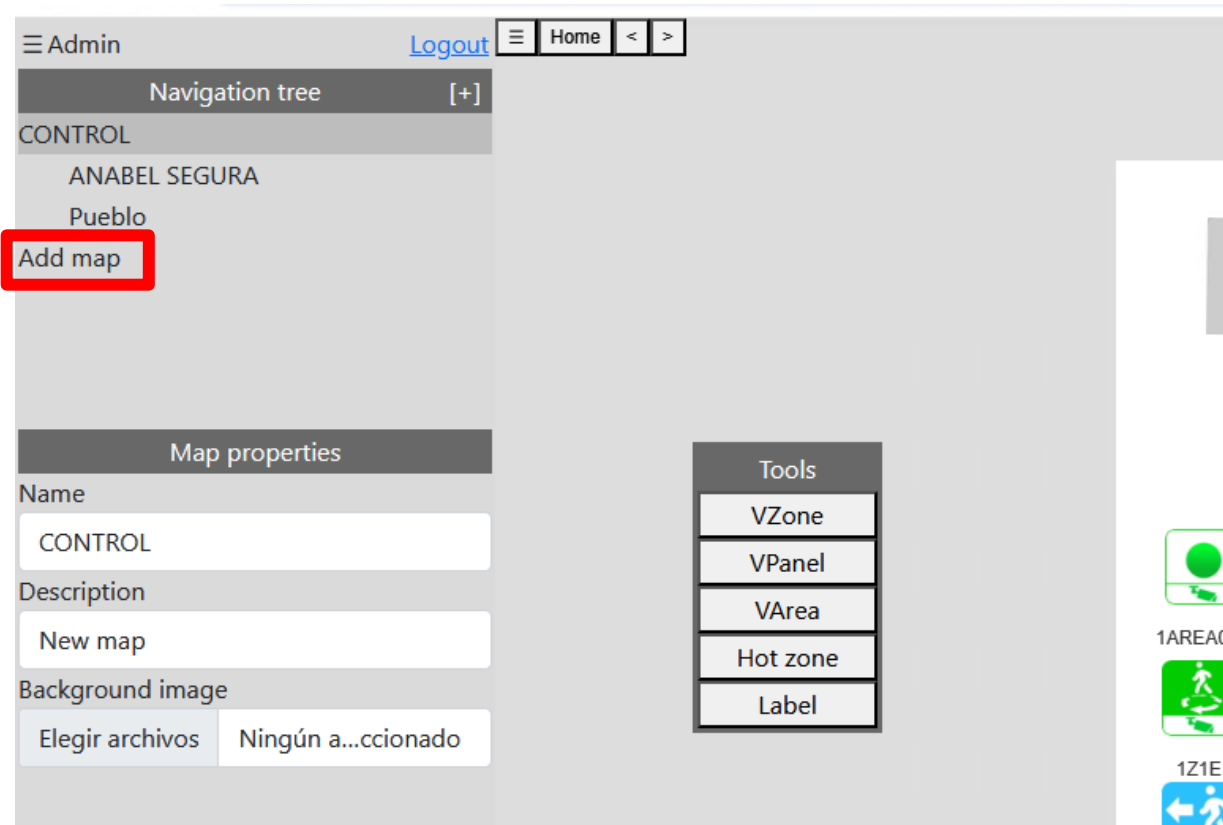 ☰ Admin Logout
☰ Home < >
Navigation tree [+]
CONTROL
ANABEL SEGURA
Pueblo
Add map
Map properties
Name
CONTROL
Description
New map
Background image
Elegir archivos Ningún a...ccionado
Tools
VZone
VPanel
VArea
Hot zone
Label
1Z1E